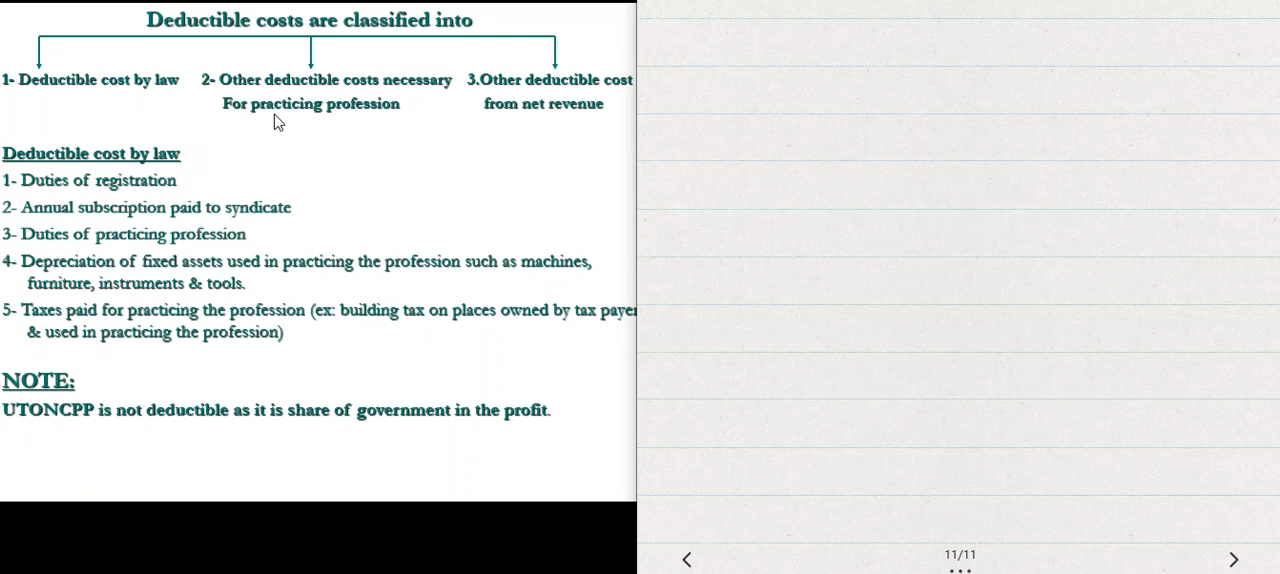 Deductible costs are classified into
1- Deductible cost by law 2- Other deductible costs necessary 3.Other deductible cost
For practicing profession from net revenue
Deductible cost by law
1- Duties of registration
2- Annual subscription paid to syndicate
3- Duties of practicing profession
4- Depreciation of fixed assets used in practicing the profession such as machines,
furniture, instruments & tools.
5- Taxes paid for practicing the profession (ex: building tax on places owned by tax payer
& used in practicing the profession)
NOTE:
UTONCPP is not deductible as it is share of government in the profit.
11/11